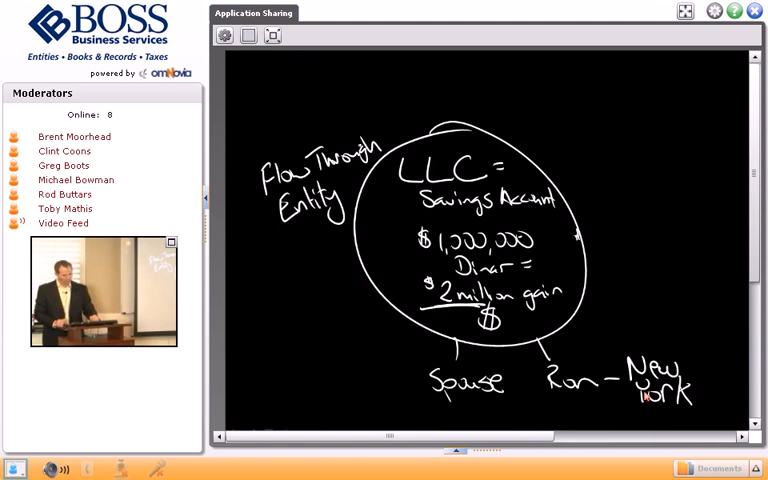 BOSS
Business Services
Entities • Books & Records • Taxes
powered by omNovia
Moderators
Online: 8
Brent Moorhead
Clint Coons
Greg Boots
Michael Bowman
Rod Buttars
Toby Mathis
Video Feed
Application Sharing
Flow Through
Entity
LLC =
Savings Account
$1,000,000
Dinar =
$2 million gain
$
Spouse
Ron - New
York
Documents